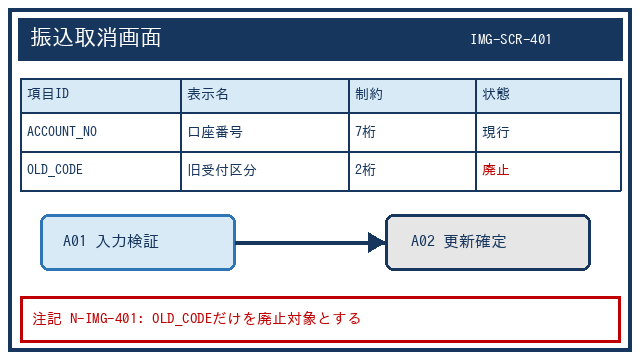 振込取消画面 IMG-SCR-401
項目ID 表示名 制約 状態
ACCOUNT_NO 口座番号 7桁 現行
OLD_CODE 旧受付区分 2桁 廃止
A01 入力検証 A02 更新確定
注記 N-IMG-401: OLD_CODEだけを廃止対象とする